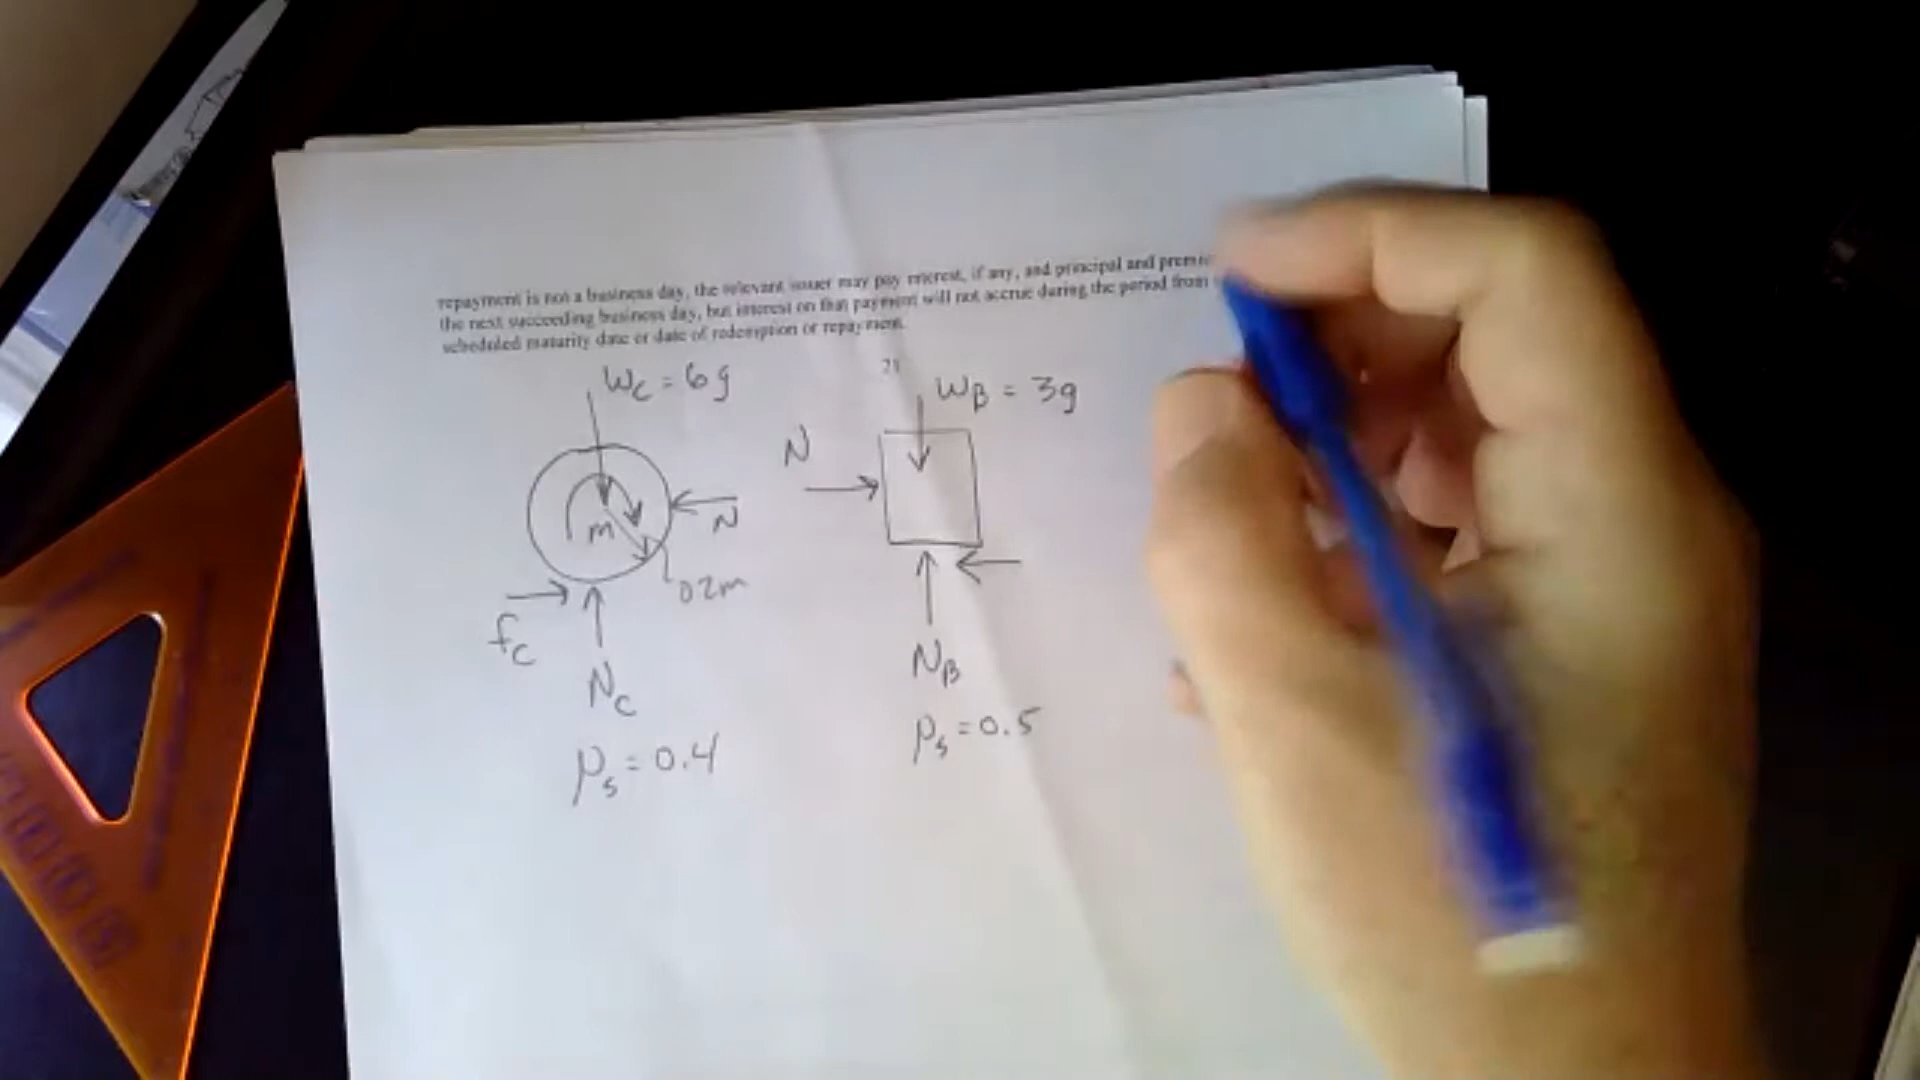 repayment is not a business day, the relevant issuer may pay interest, if any, and principal and
the next succeeding business day, but interest on that payment will not accrue during the period from
scheduled maturity date or date of redemption or repayment.
W_C = 6g
W_B = 3g
N
m
N
0.2m
f_C
N_C
N_B
μ_s = 0.4
μ_s = 0.5